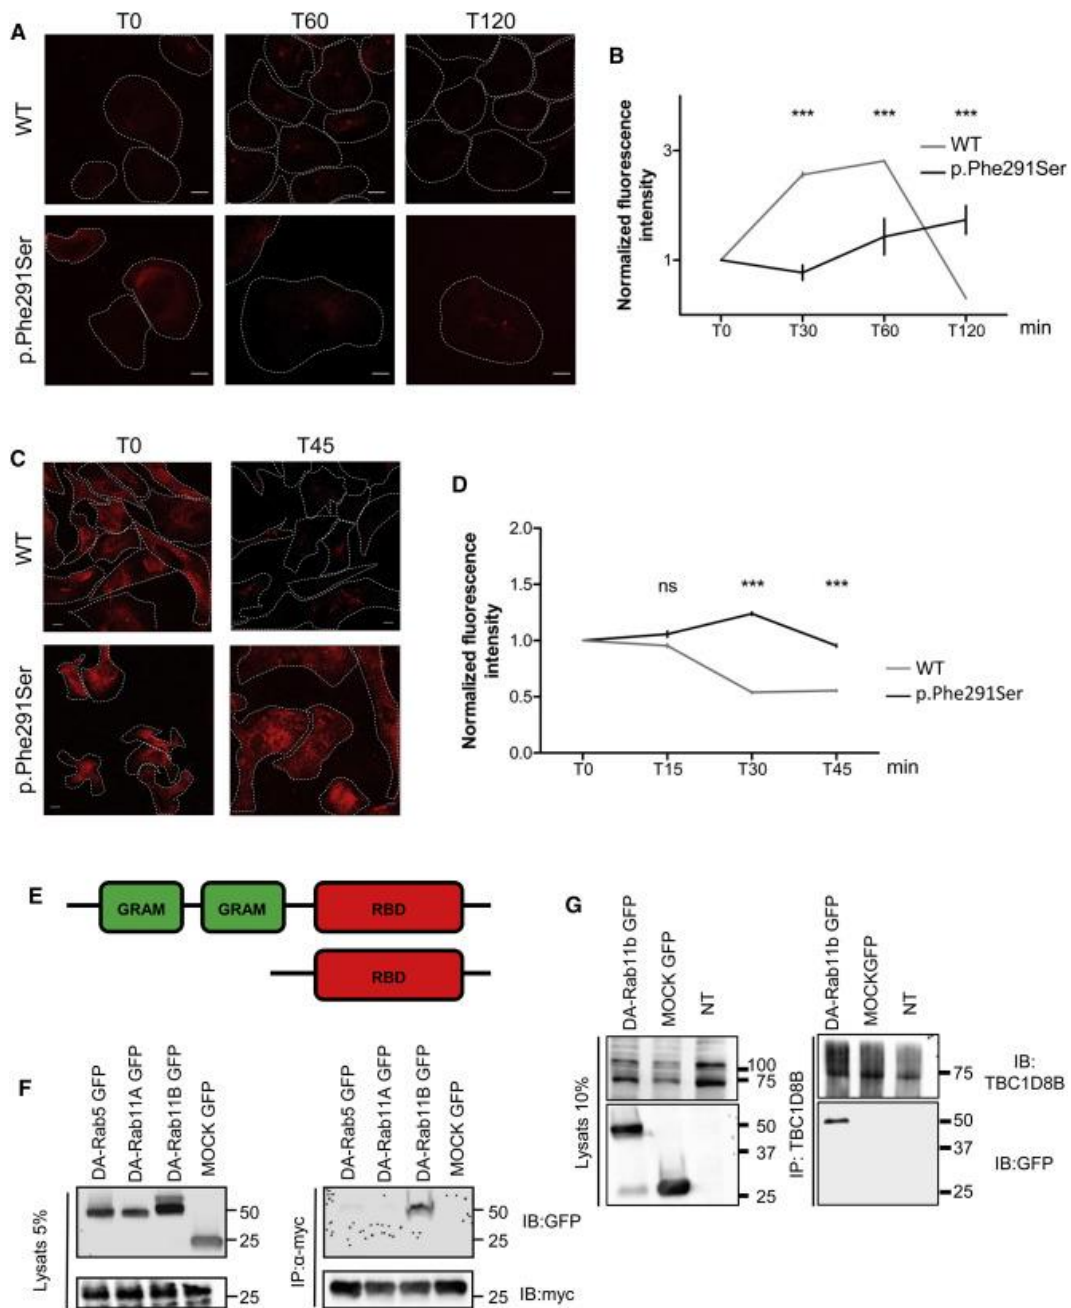 A
T0 T60 T120
WT
p.Phe291Ser
B
Normalized fluorescence
intensity
3
1
*** *** ***
WT
p.Phe291Ser
T0 T30 T60 T120 min
C
T0 T45
WT
p.Phe291Ser
D
Normalized fluorescence
intensity
2.0
1.5
1.0
0.5
0.0
ns *** ***
WT
p.Phe291Ser
T0 T15 T30 T45 min
E
GRAM GRAM RBD
RBD
F
DA-Rab5 GFP
DA-Rab11A GFP
DA-Rab11B GFP
MOCK GFP
Lysats 5%
50
25
25
DA-Rab5 GFP
DA-Rab11A GFP
DA-Rab11B GFP
MOCK GFP
IP:α-myc
50
25
IB:GFP
25
IB:myc
G
DA-Rab11b GFP
MOCK GFP
NT
Lysats 10%
100
75
50
37
25
DA-Rab11b GFP
MOCKGFP
NT
IP: TBC1D8B
75
IB:
TBC1D8B
50
37
25
IB:GFP